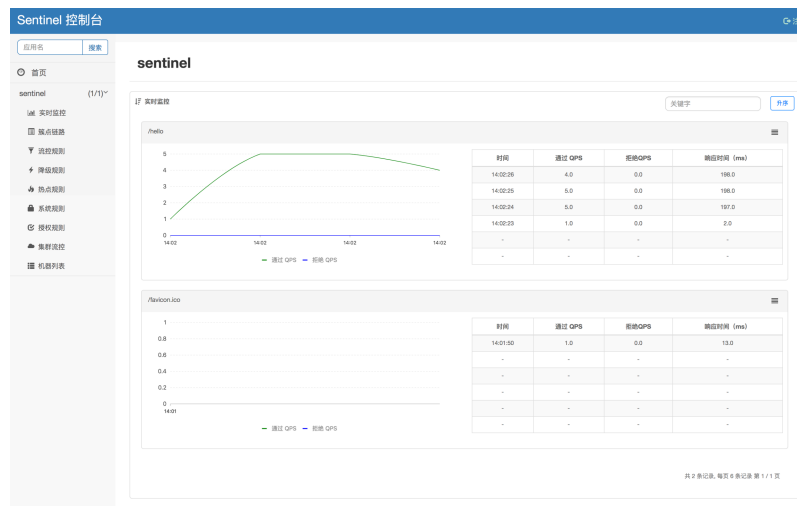 Sentinel 控制台
应用名 搜索
首页
sentinel (1/1)
实时监控
簇点链路
流控规则
降级规则
热点规则
系统规则
授权规则
集群流控
机器列表
sentinel
实时监控 关键字 升序
/hello
5
4
3
2
1
0
14:02 14:02 14:02 14:02
通过 QPS 拒绝 QPS
时间 通过 QPS 拒绝QPS 响应时间（ms）
14:02:26 4.0 0.0 198.0
14:02:25 5.0 0.0 198.0
14:02:24 5.0 0.0 197.0
14:02:23 1.0 0.0 2.0
- - - -
- - - -
/favicon.ico
1
0.8
0.6
0.4
0.2
0
14:01
通过 QPS 拒绝 QPS
时间 通过 QPS 拒绝QPS 响应时间（ms）
14:01:50 1.0 0.0 13.0
- - - -
- - - -
- - - -
- - - -
- - - -
共 2 条记录, 每页 6 条记录 第 1 / 1 页